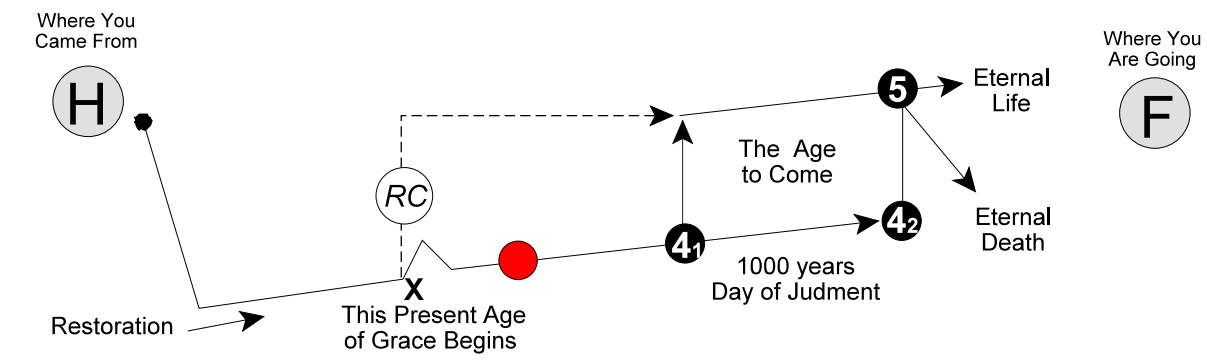 Where You
Came From
H
Where You
Are Going
F
5
Eternal
Life
The Age
to Come
RC
4₂
Eternal
Death
4₁
1000 years
Day of Judgment
X
This Present Age
of Grace Begins
Restoration